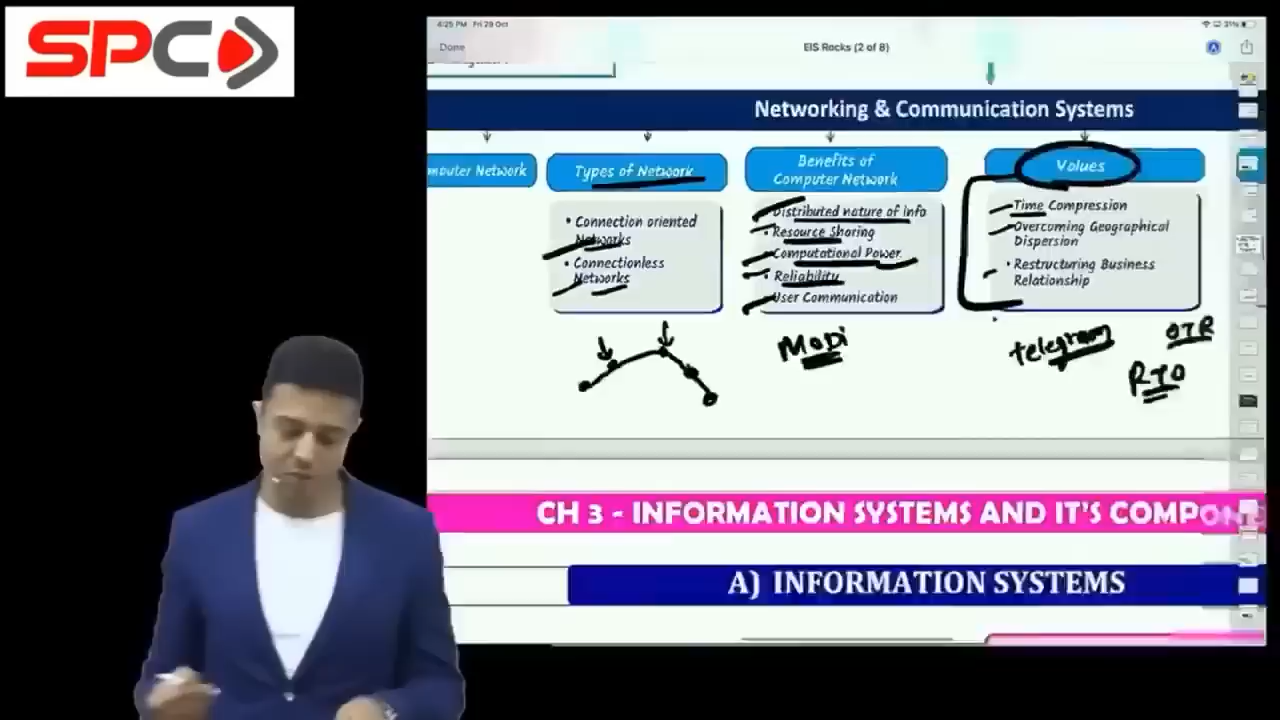 SPC
4:25 PM Fri 29 Oct
31%
Done
EIS Rocks (2 of 8)
Networking & Communication Systems
mputer Network
Types of Network
Benefits of
Computer Network
Values
• Connection oriented
Networks
• Connectionless
Networks
Distributed nature of Info
• Resource Sharing
• Computational Power
• Reliability
User Communication
Time Compression
Overcoming Geographical
Dispersion
• Restructuring Business
Relationship
Modi
telegram
OTR
RTO
CH 3 - INFORMATION SYSTEMS AND IT'S COMPON
A) INFORMATION SYSTEMS